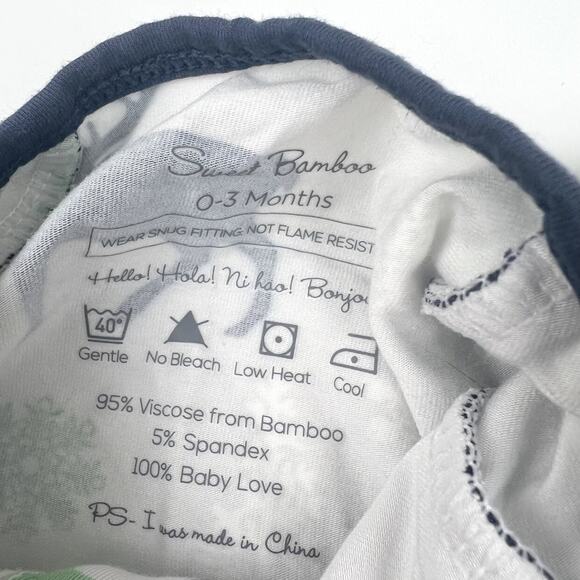 Sweet Bamboo
0-3 Months
WEAR SNUG FITTING NOT FLAME RESIST
Hello! Hola! Ni hao! Bonjo
40°
Gentle No Bleach Low Heat Cool
95% Viscose from Bamboo
5% Spandex
100% Baby Love
PS- I was made in China